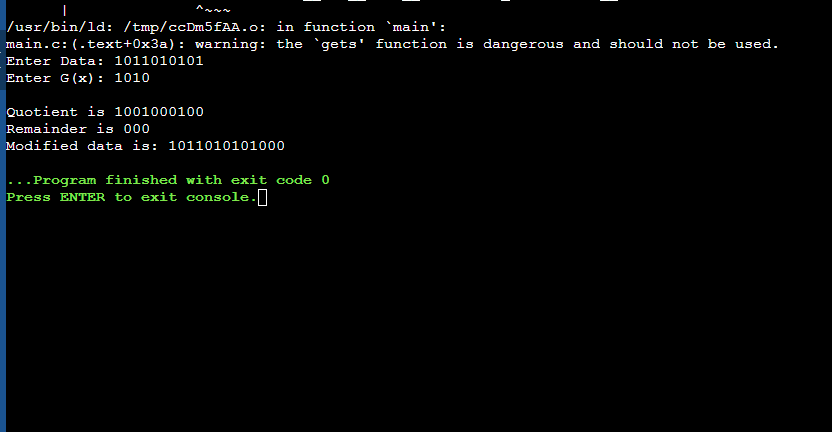 |               ^~~~
/usr/bin/ld: /tmp/ccDm5fAA.o: in function `main':
main.c:(.text+0x3a): warning: the `gets' function is dangerous and should not be used.
Enter Data: 1011010101
Enter G(x): 1010
Quotient is 1001000100
Remainder is 000
Modified data is: 1011010101000
...Program finished with exit code 0
Press ENTER to exit console.